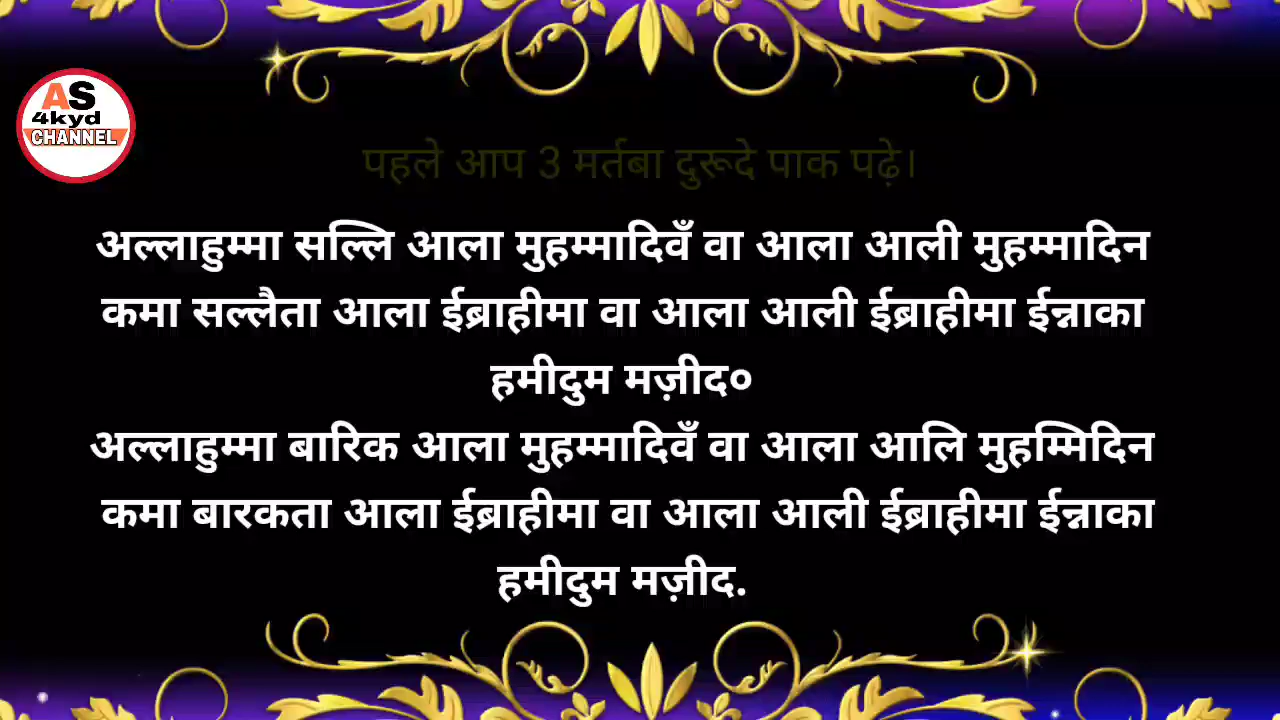 AS
4kyd
CHANNEL
पहले आप 3 मर्तबा दुरूदे पाक पढ़े।
अल्लाहुम्मा सल्लि आला मुहम्मादिवँ वा आला आली मुहम्मादिन
कमा सल्लैता आला ईब्राहीमा वा आला आली ईब्राहीमा ईन्नाका
हमीदुम मज़ीद०
अल्लाहुम्मा बारिक आला मुहम्मादिवँ वा आला आलि मुहम्मिदिन
कमा बारकता आला ईब्राहीमा वा आला आली ईब्राहीमा ईन्नाका
हमीदुम मज़ीद.